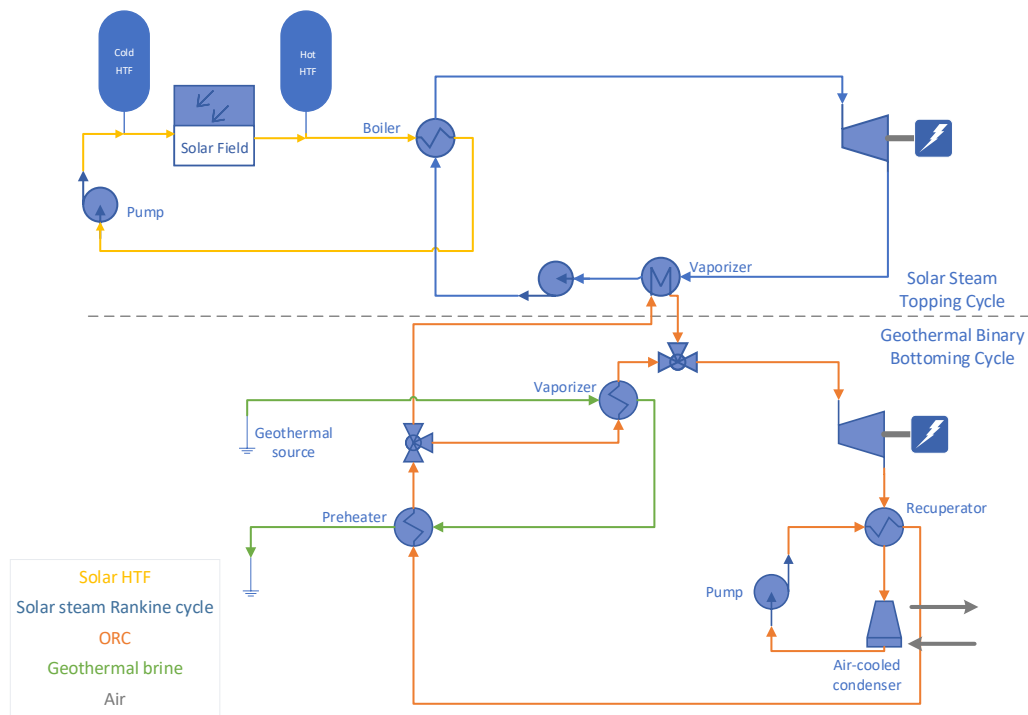 Cold
HTF
Hot
HTF
Boiler
Solar Field
Pump
Vaporizer
Solar Steam
Topping Cycle
Geothermal Binary
Bottoming Cycle
Vaporizer
Geothermal
source
Preheater
Recuperator
Pump
Air-cooled
condenser
Solar HTF
Solar steam Rankine cycle
ORC
Geothermal brine
Air